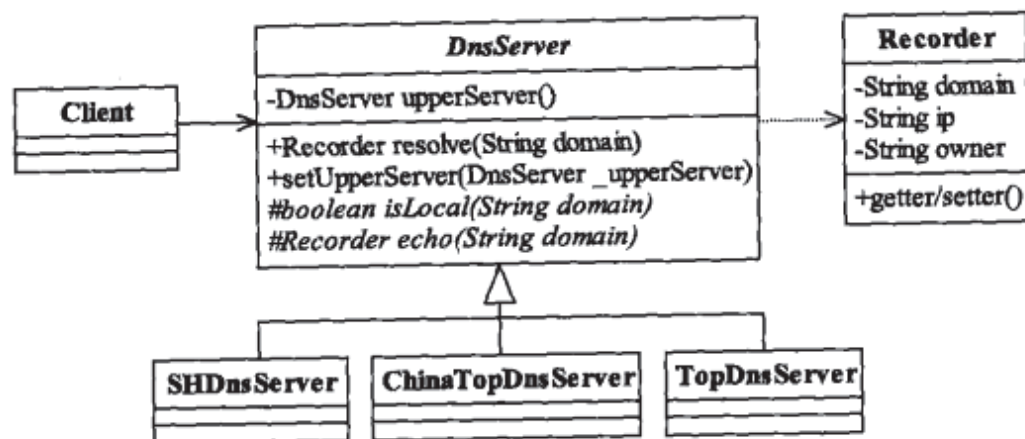 DnsServer
-DnsServer upperServer()
+Recorder resolve(String domain)
+setUpperServer(DnsServer _upperServer)
#boolean isLocal(String domain)
#Recorder echo(String domain)
Recorder
-String domain
-String ip
-String owner
+getter/setter()
Client
SHDnsServer
ChinaTopDnsServer
TopDnsServer